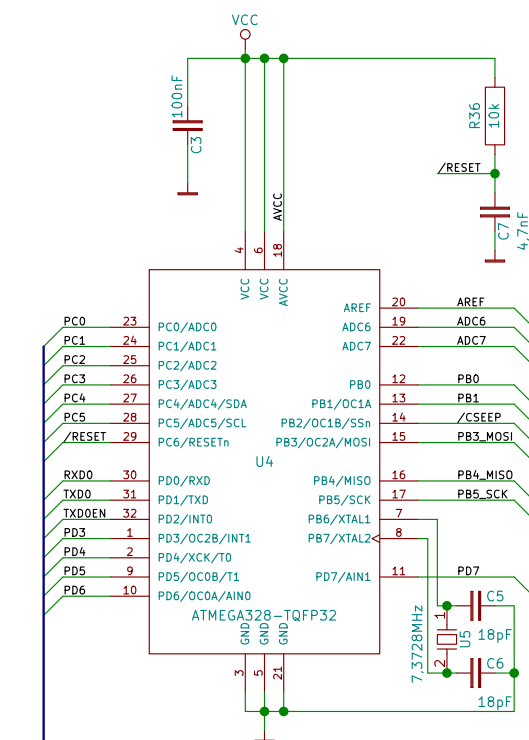 VCC
100nF
C3
R36
10k
/RESET
C7
4,7nF
AVCC
4
6
18
VCC
VCC
AVCC
AREF
20
AREF
PC0
23
PC0/ADC0
ADC6
19
ADC6
PC1
24
PC1/ADC1
ADC7
22
ADC7
PC2
25
PC2/ADC2
PC3
26
PC3/ADC3
PB0
12
PB0
PC4
27
PC4/ADC4/SDA
PB1/OC1A
13
PB1
PC5
28
PC5/ADC5/SCL
PB2/OC1B/SSn
14
/CSEEP
/RESET
29
PC6/RESETn
PB3/OC2A/MOSI
15
PB3_MOSI
U4
RXD0
30
PD0/RXD
PB4/MISO
16
PB4_MISO
TXD0
31
PD1/TXD
PB5/SCK
17
PB5_SCK
TXD0EN
32
PD2/INT0
PB6/XTAL1
7
PD3
1
PD3/OC2B/INT1
PB7/XTAL2
8
PD4
2
PD4/XCK/T0
PD5
9
PD5/OC0B/T1
PD7/AIN1
11
PD7
PD6
10
PD6/OC0A/AIN0
ATMEGA328-TQFP32
GND
GND
GND
3
5
21
7,3728MHz
1
2
U5
C5
18pF
C6
18pF